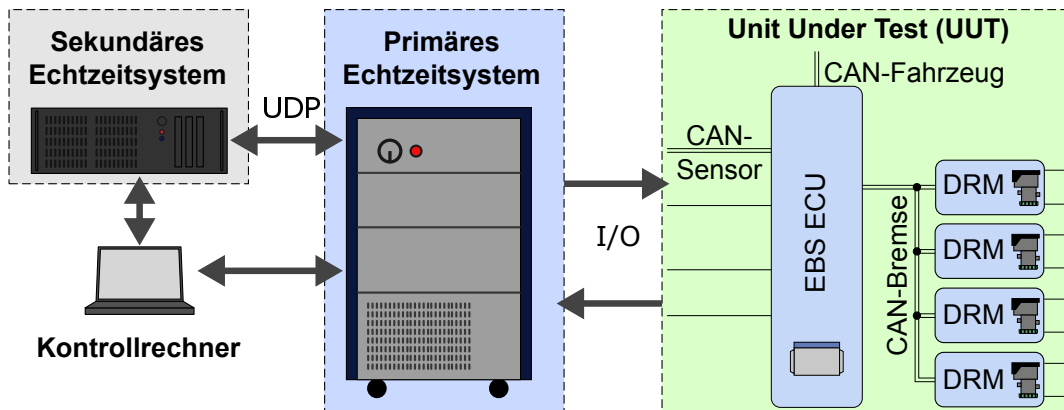 Sekundäres
Echtzeitsystem
UDP
Kontrollrechner
Primäres
Echtzeitsystem
I/O
Unit Under Test (UUT)
CAN-Fahrzeug
CAN-
Sensor
EBS ECU
CAN-Bremse
DRM
DRM
DRM
DRM